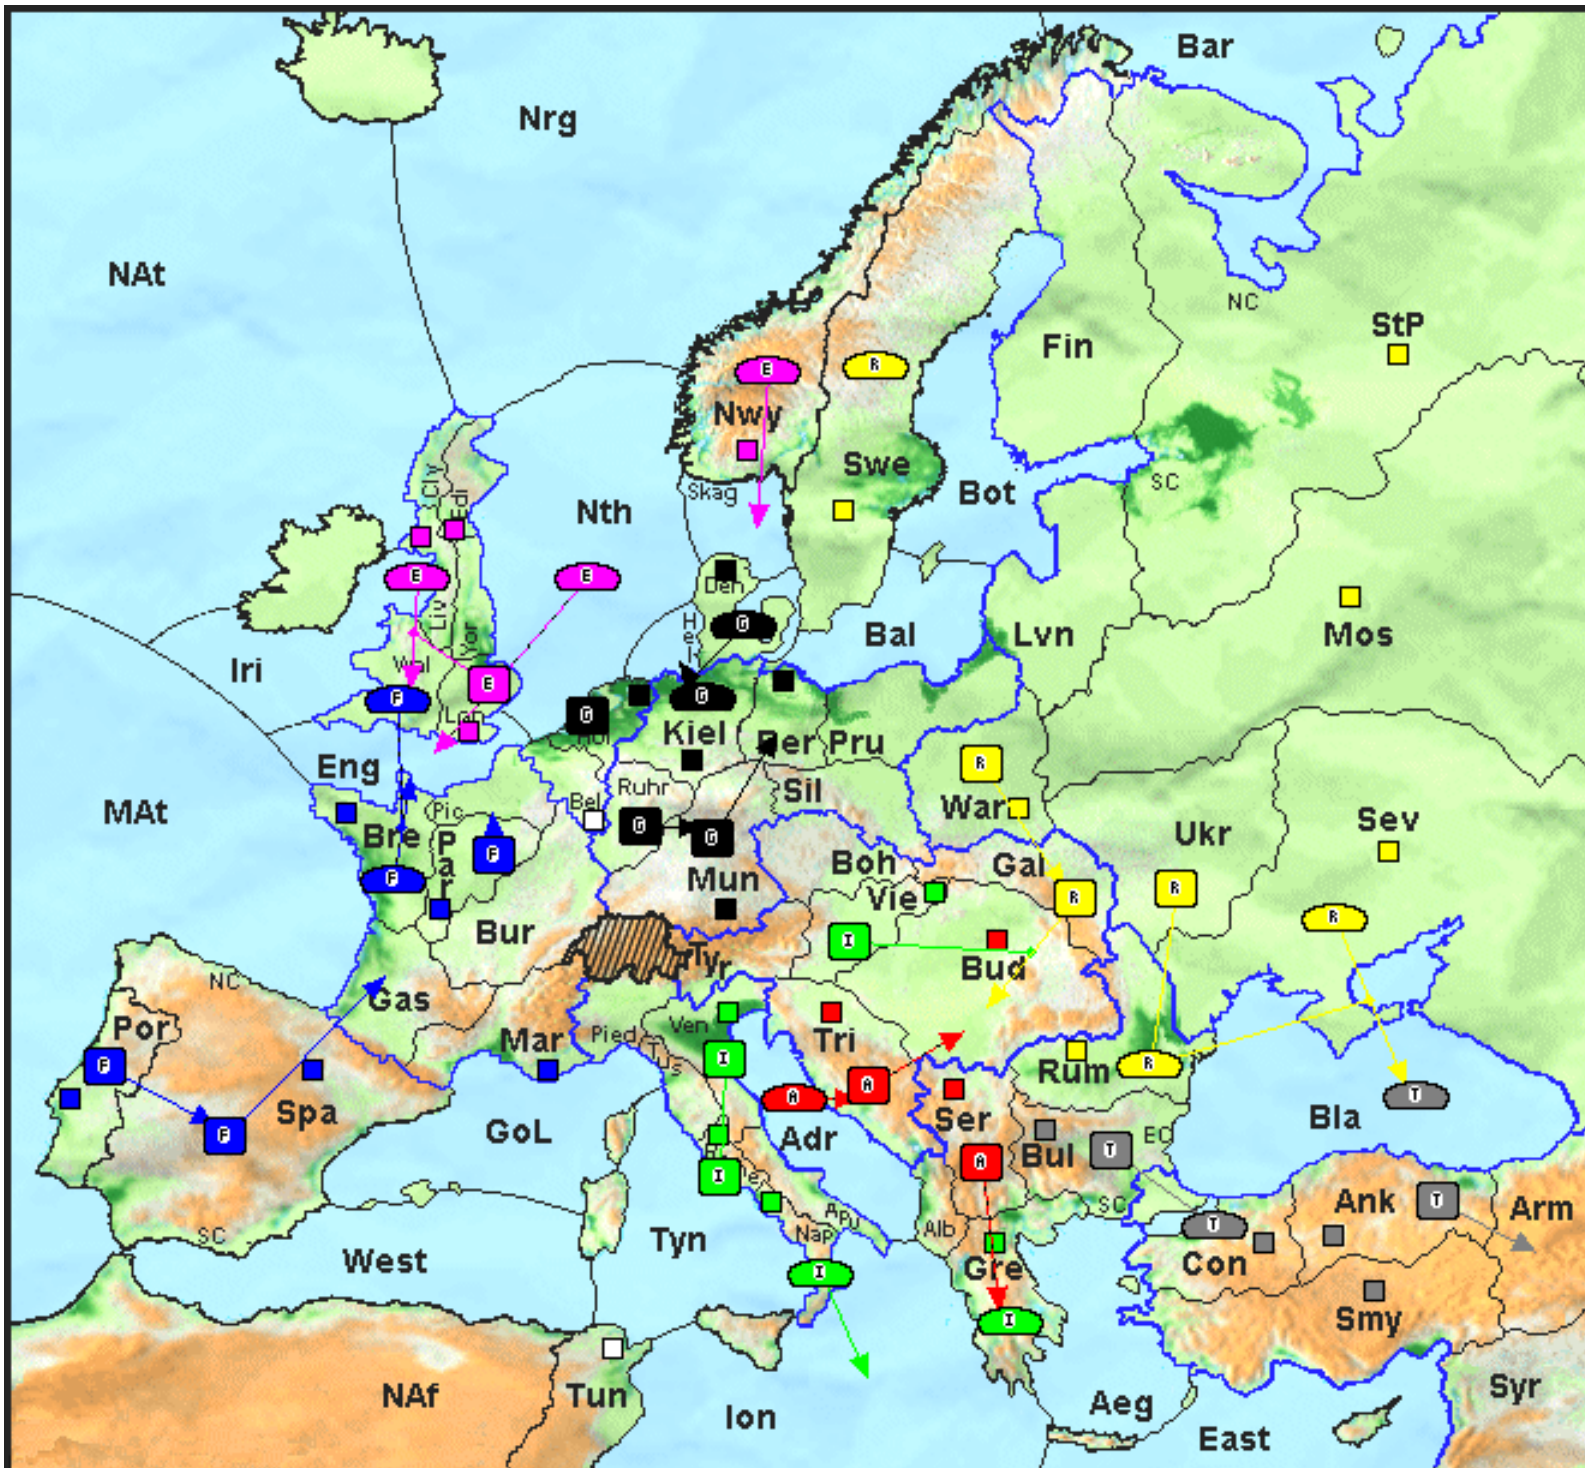 Bar
Nrg
NAt
NC
StP
Fin
E
R
Nwy
Swe
SC
Skag
Bot
Nth
Cly
Edi
E
E
Den
Liv
Yor
Hel
G
Bal
Lvn
Mos
Iri
Wal
F
E
Lon
G
G
Hol
Kiel
Ber
Pru
Eng
R
Ruhr
Sil
War
MAt
Pic
Bel
Sev
Bre
Par
F
G
G
Ukr
Boh
Gal
F
Mun
Vie
R
R
R
Bur
I
Bud
Tyr
NC
Gas
Por
Mar
Pied
Ven
Tri
Tus
I
Rum
R
F
A
A
Ser
T
Spa
GoL
Adr
Bla
F
A
Bul
T
EC
I
Ank
T
Arm
SC
Apu
Nap
Alb
SC
T
Con
West
Tyn
Gre
I
I
Smy
NAf
Tun
Ion
Aeg
East
Syr